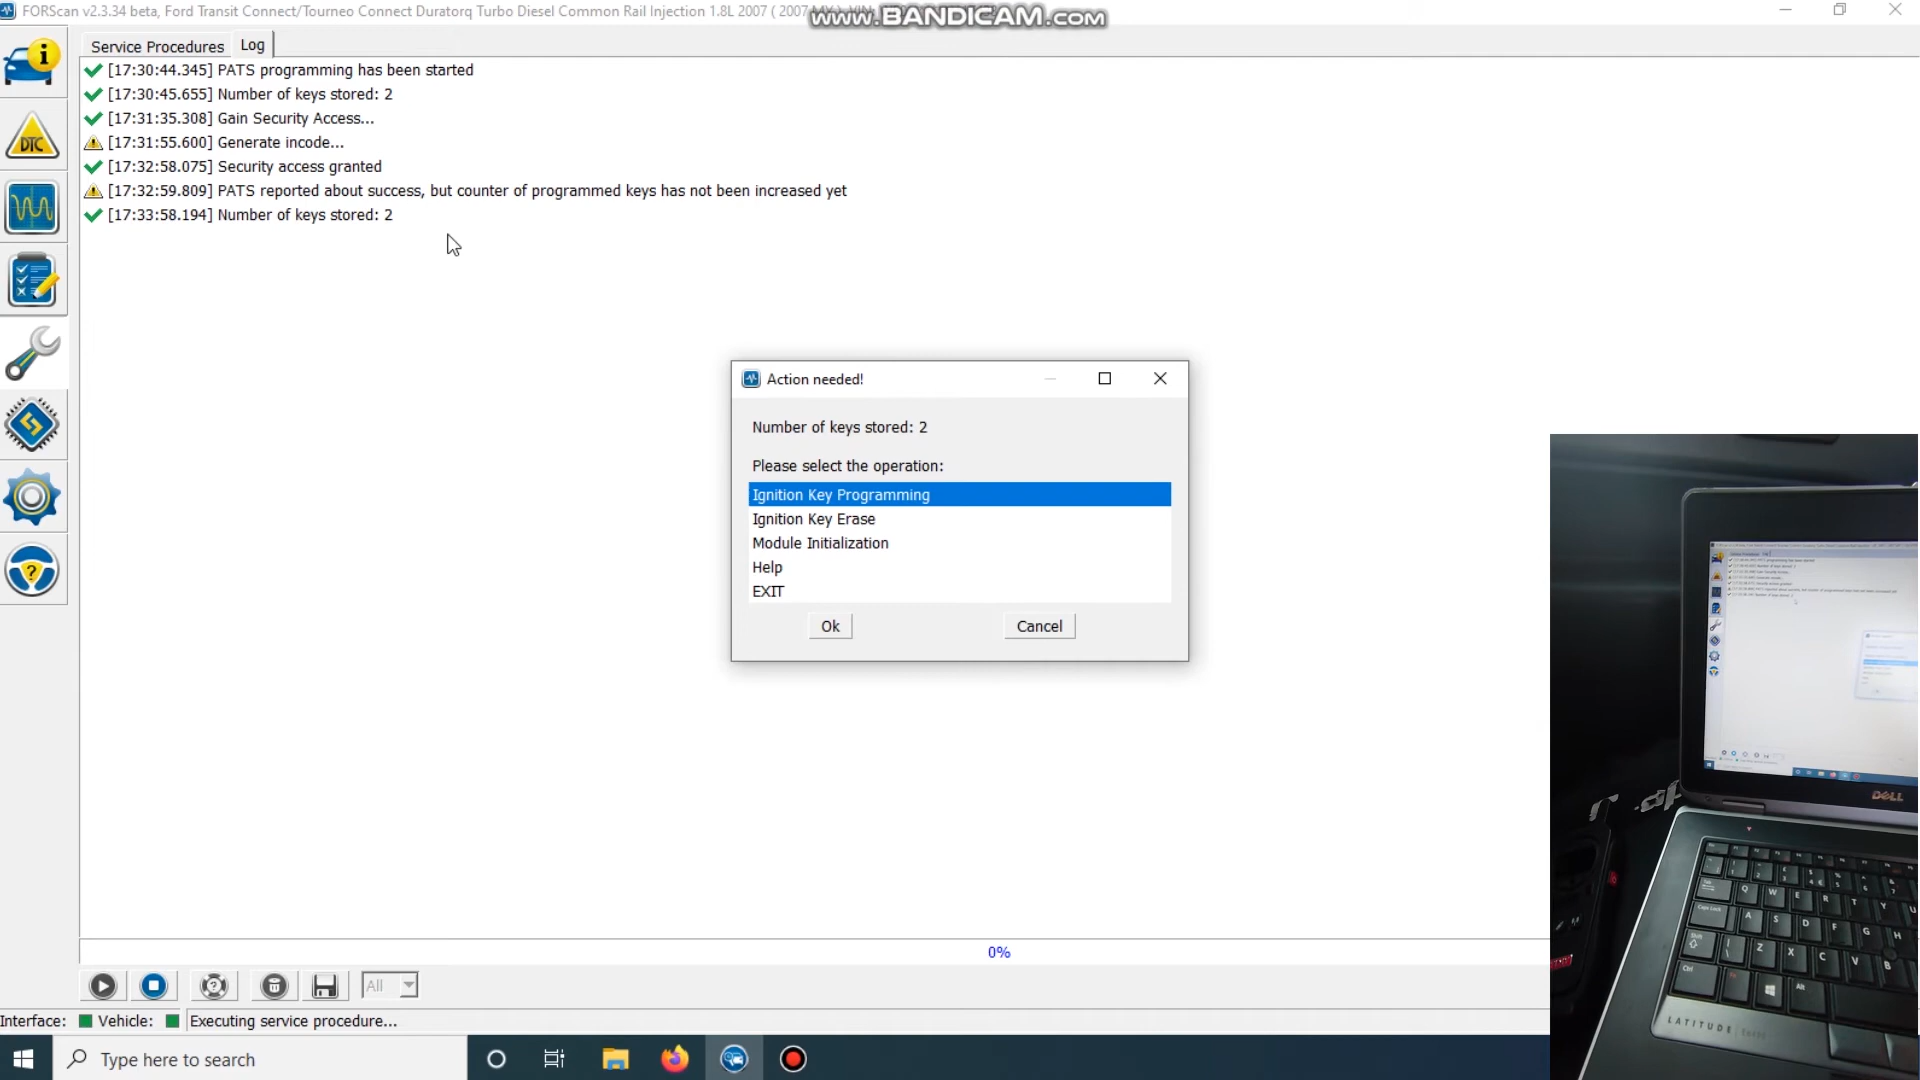 FORScan v2.3.34 beta, Ford Transit Connect/Tourneo Connect Duratorq Turbo Diesel Common Rail Injection 1.8L 2007 ( 2007
www.BANDICAM.com
Service Procedures
Log
[17:30:44.345] PATS programming has been started
[17:30:45.655] Number of keys stored: 2
[17:31:35.308] Gain Security Access...
[17:31:55.600] Generate incode...
[17:32:58.075] Security access granted
[17:32:59.809] PATS reported about success, but counter of programmed keys has not been increased yet
[17:33:58.194] Number of keys stored: 2
DTC
Action needed!
Number of keys stored: 2
Please select the operation:
Ignition Key Programming
Ignition Key Erase
Module Initialization
Help
EXIT
Ok
Cancel
0%
All
Interface:
Vehicle:
Executing service procedure...
Type here to search
DELL
LATITUDE